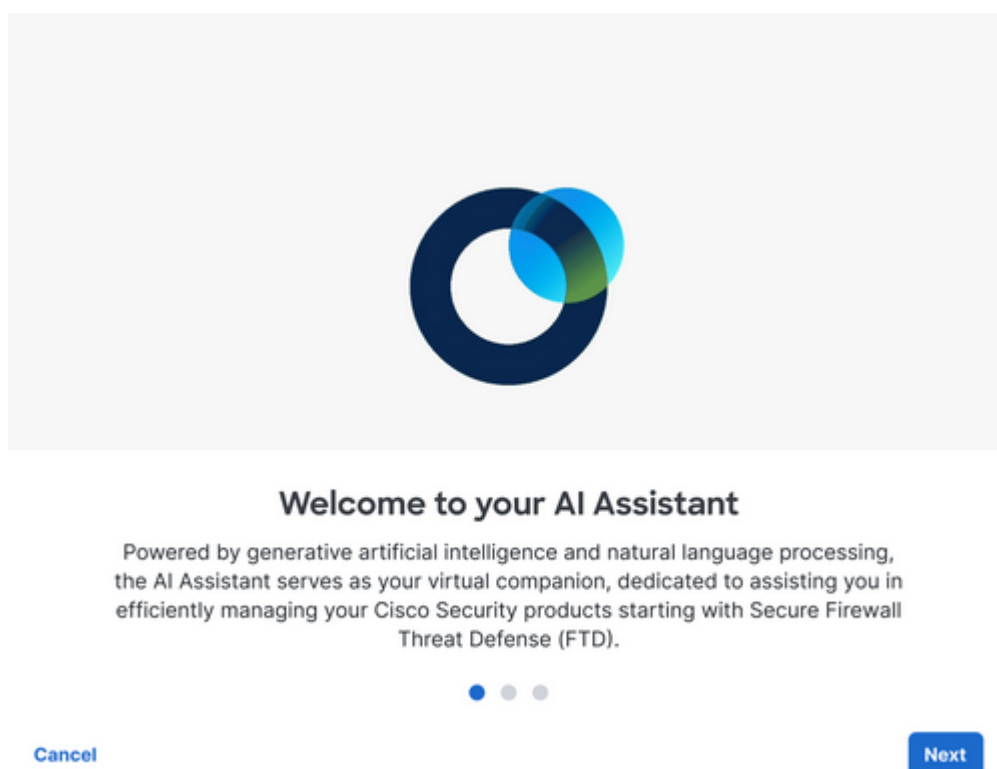 Welcome to your AI Assistant
Powered by generative artificial intelligence and natural language processing,
the AI Assistant serves as your virtual companion, dedicated to assisting you in
efficiently managing your Cisco Security products starting with Secure Firewall
Threat Defense (FTD).
Cancel
Next